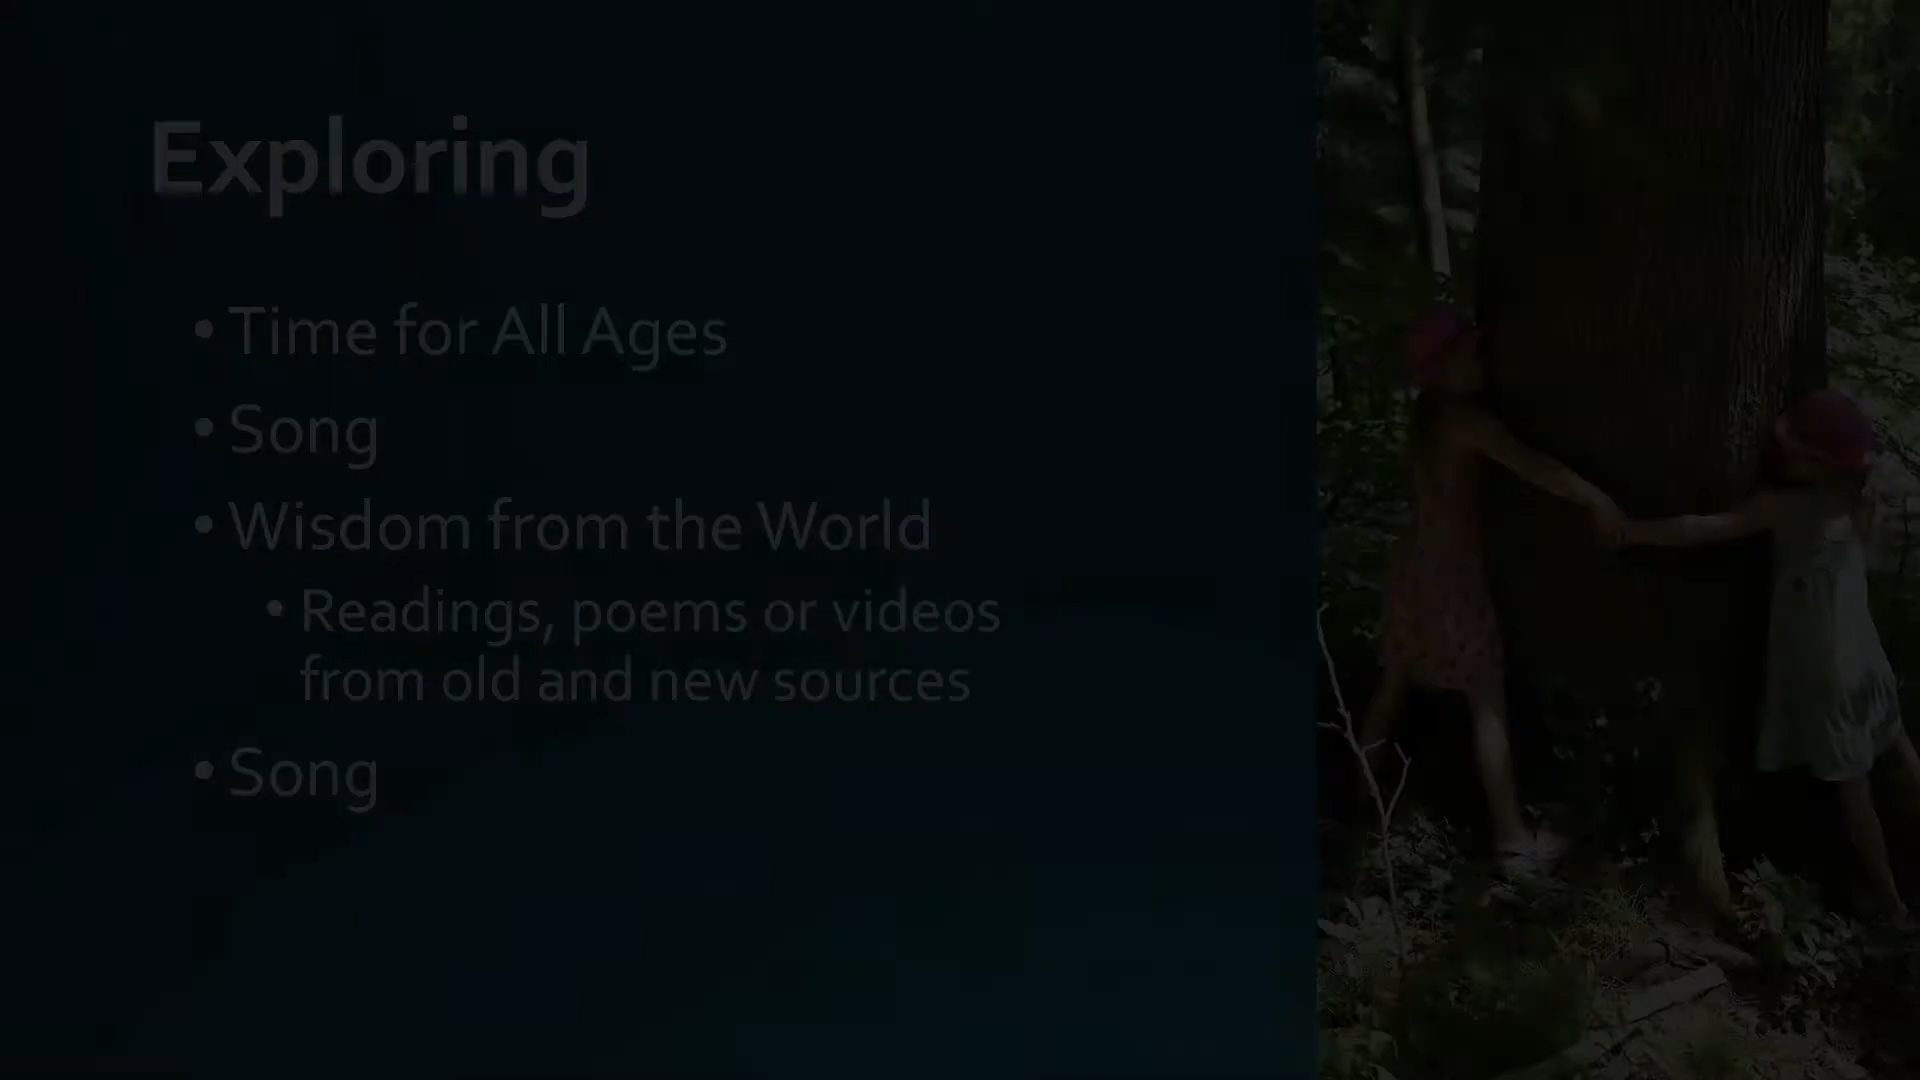 Exploring
• Time for All Ages
• Song
• Wisdom from the World
• Readings, poems or videos
from old and new sources
• Song